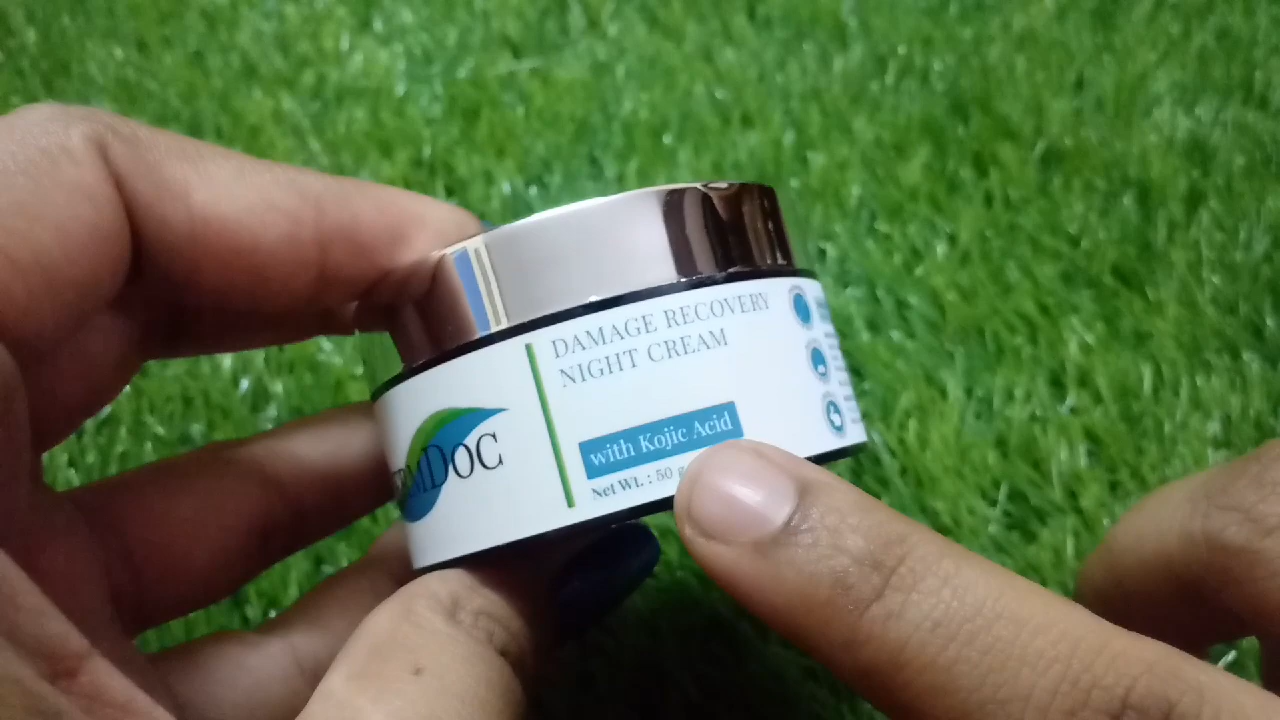 DAMAGE RECOVERY
NIGHT CREAM
with Kojic Acid
Net Wt. : 50 g